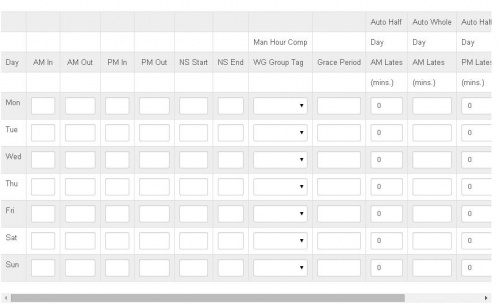 Auto Half Auto Whole Auto Half
Man Hour Comp Day Day Day
Day AM In AM Out PM In PM Out NS Start NS End WG Group Tag Grace Period AM Lates AM Lates PM Lates
(mins.) (mins.) (mins.)
Mon 0 0
Tue 0 0
Wed 0 0
Thu 0 0
Fri 0 0
Sat 0 0
Sun 0 0